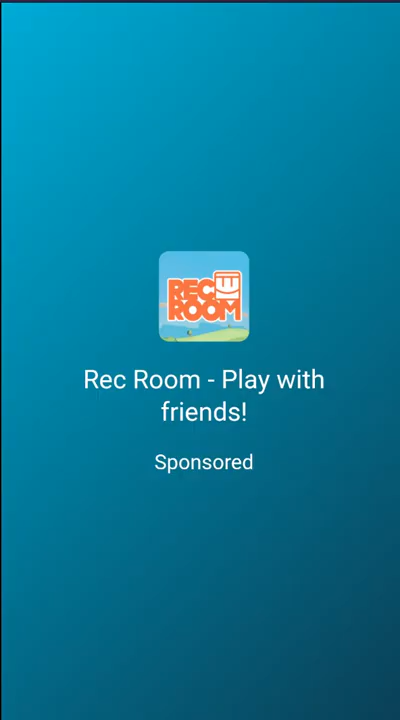 REC
ROOM
Rec Room - Play with
friends!
Sponsored